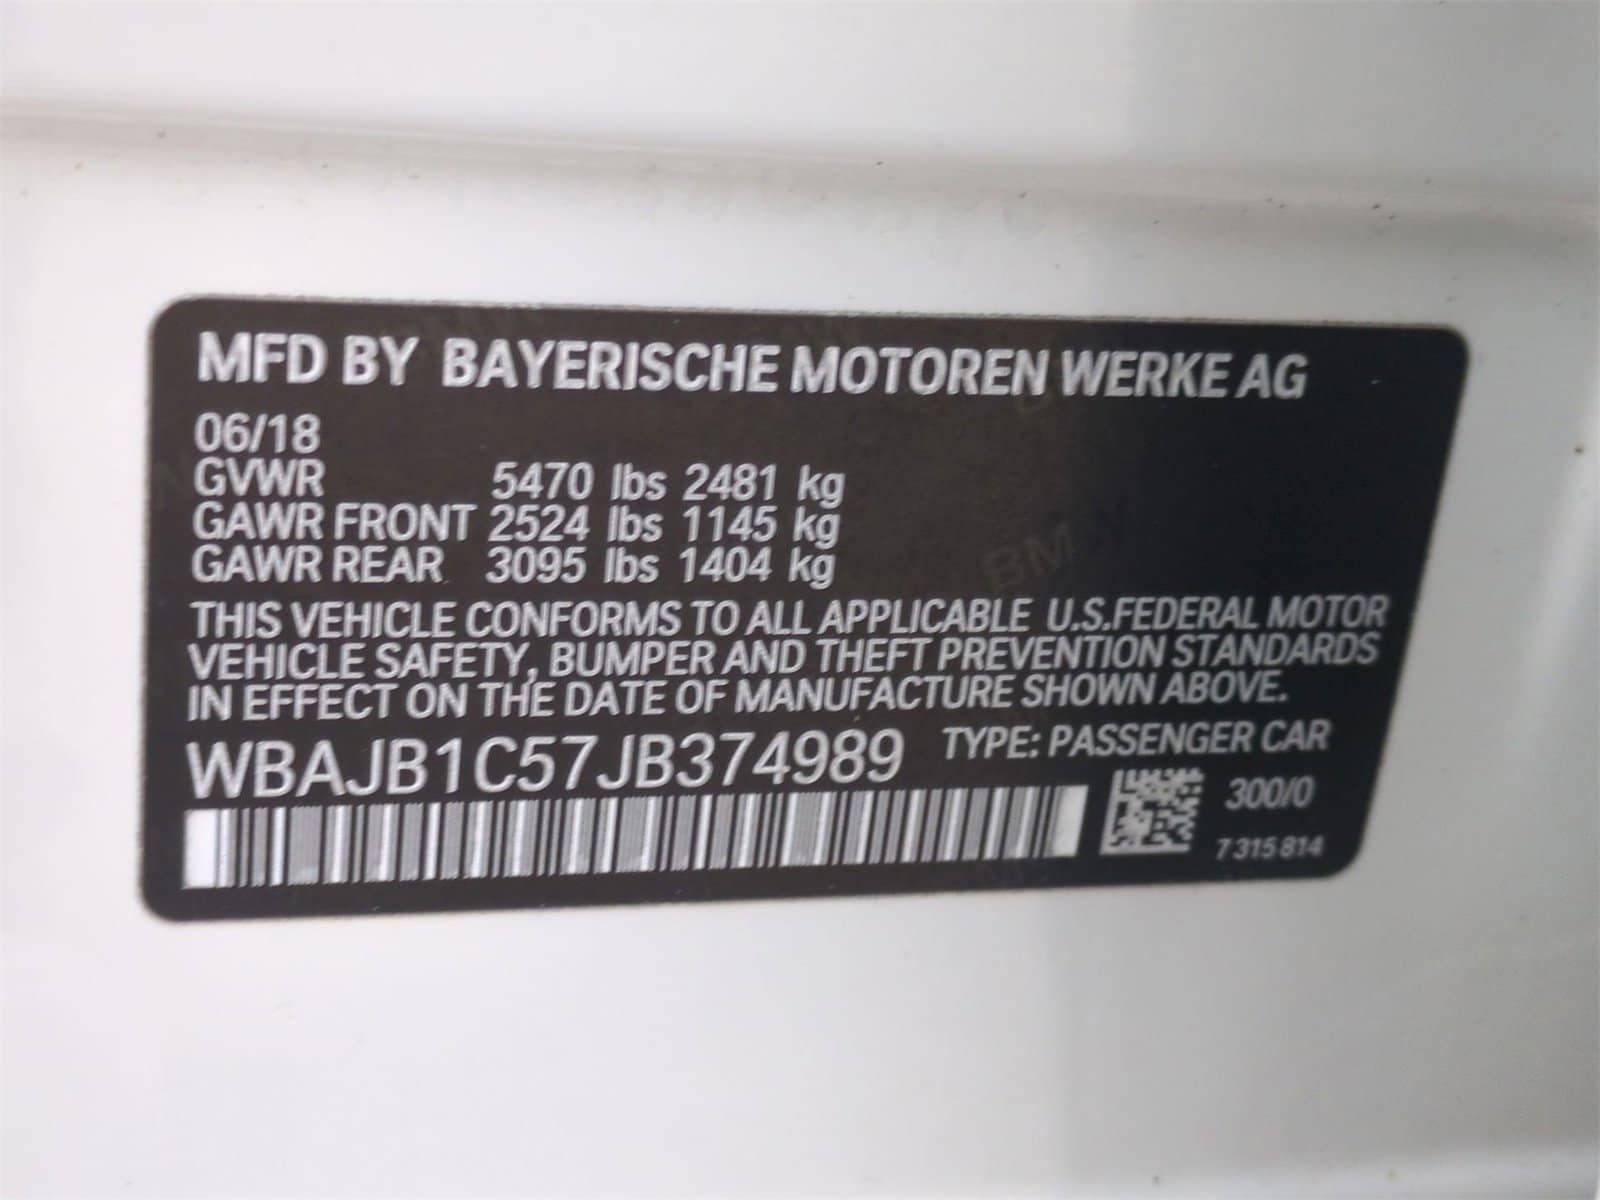 MFD BY BAYERISCHE MOTOREN WERKE AG
06/18
GVWR 5470 lbs 2481 kg
GAWR FRONT 2524 lbs 1145 kg
GAWR REAR 3095 lbs 1404 kg
THIS VEHICLE CONFORMS TO ALL APPLICABLE U.S.FEDERAL MOTOR
VEHICLE SAFETY, BUMPER AND THEFT PREVENTION STANDARDS
IN EFFECT ON THE DATE OF MANUFACTURE SHOWN ABOVE.
WBAJB1C57JB374989 TYPE: PASSENGER CAR
300/0
7 315 814